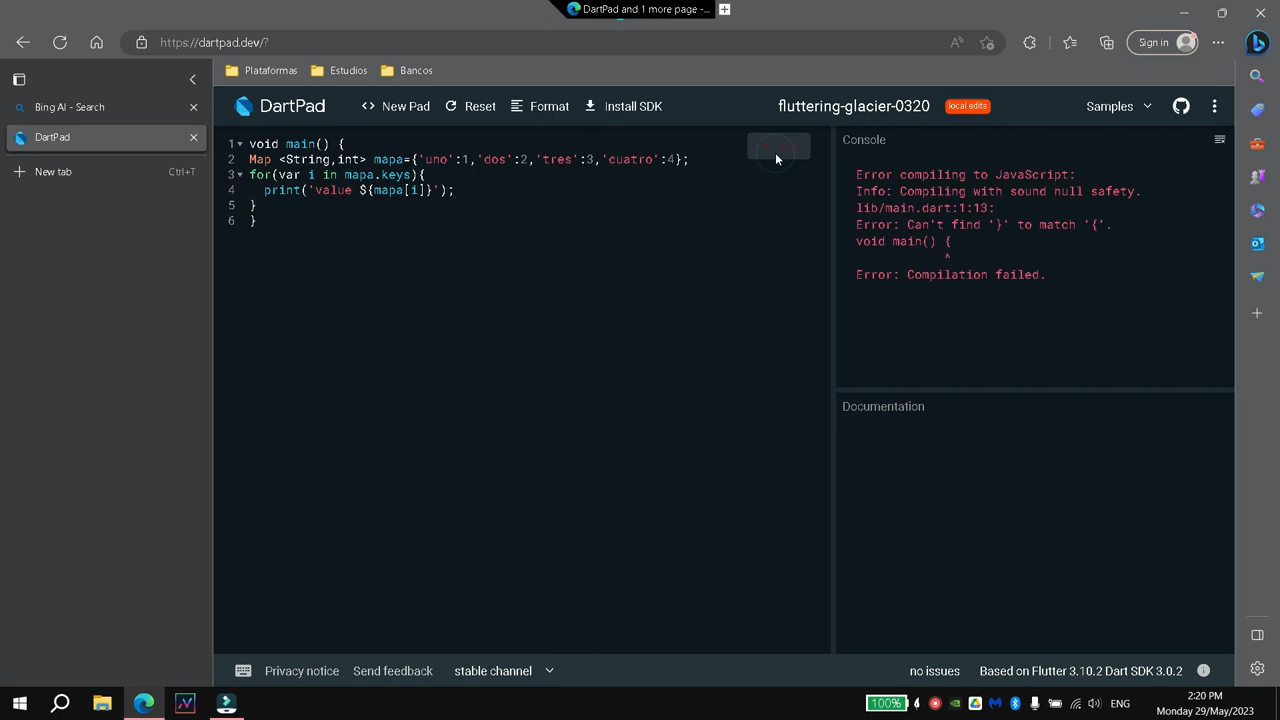 DartPad and 1 more page -...
https://dartpad.dev/?
Sign in
Plataformas
Estudios
Bancos
Bing AI - Search
DartPad
New tab
Ctrl+T
DartPad
New Pad
Reset
Format
Install SDK
fluttering-glacier-0320
local edits
Samples
1 void main() {
2 Map <String,int> mapa={'uno':1,'dos':2,'tres':3,'cuatro':4};
3 for(var i in mapa.keys){
4 print('value ${mapa[i]}');
5 }
6 }
Console
Error compiling to JavaScript:
Info: Compiling with sound null safety.
lib/main.dart:1:13:
Error: Can't find '}' to match '{'.
void main() {
^
Error: Compilation failed.
Documentation
Privacy notice
Send feedback
stable channel
no issues
Based on Flutter 3.10.2 Dart SDK 3.0.2
100%
ENG
2:20 PM
Monday 29/May/2023